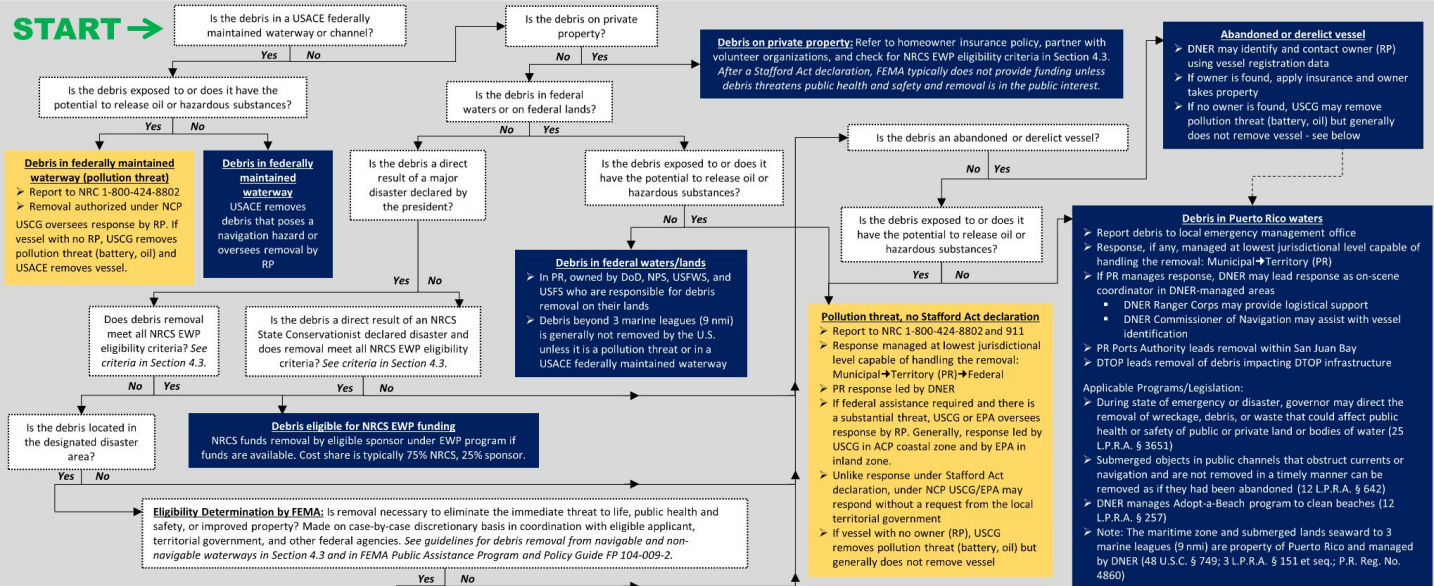 START
Is the debris in a USACE federally
maintained waterway or channel?
Yes No
Is the debris on private
property?
No Yes
Debris on private property: Refer to homeowner insurance policy, partner with
volunteer organizations, and check for NRCS EWP eligibility criteria in Section 4.3.
After a Stafford Act declaration, FEMA typically does not provide funding unless
debris threatens public health and safety and removal is in the public interest.
Abandoned or derelict vessel
➢ DNER may identify and contact owner (RP)
using vessel registration data
➢ If owner is found, apply insurance and owner
takes property
➢ If no owner is found, USCG may remove
pollution threat (battery, oil) but generally
does not remove vessel - see below
Is the debris exposed to or does it have the
potential to release oil or hazardous substances?
Yes No
Is the debris in federal
waters or on federal lands?
No Yes
Is the debris an abandoned or derelict vessel?
No Yes
Debris in federally maintained
waterway (pollution threat)
➢ Report to NRC 1-800-424-8802
➢ Removal authorized under NCP
USCG oversees response by RP. If
vessel with no RP, USCG removes
pollution threat (battery, oil) and
USACE removes vessel.
Debris in federally
maintained
waterway
USACE removes
debris that poses a
navigation hazard or
oversees removal by
RP
Is the debris a direct
result of a major
disaster declared by
the president?
Yes No
Is the debris exposed to or does it
have the potential to release oil or
hazardous substances?
No Yes
Is the debris exposed to or does it
have the potential to release oil or
hazardous substances?
Yes No
Debris in federal waters/lands
➢ In PR, owned by DoD, NPS, USFWS, and
USFS who are responsible for debris
removal on their lands
➢ Debris beyond 3 marine leagues (9 nmi)
is generally not removed by the U.S.
unless it is a pollution threat or in a
USACE federally maintained waterway
Does debris removal
meet all NRCS EWP
eligibility criteria? See
criteria in Section 4.3.
No Yes
Is the debris a direct result of an NRCS
State Conservationist declared disaster and
does removal meet all NRCS EWP eligibility
criteria? See criteria in Section 4.3.
Yes No
Is the debris located in
the designated disaster
area?
Yes No
Debris eligible for NRCS EWP funding
NRCS funds removal by eligible sponsor under EWP program if
funds are available. Cost share is typically 75% NRCS, 25% sponsor.
Eligibility Determination by FEMA: Is removal necessary to eliminate the immediate threat to life, public health and
safety, or improved property? Made on case-by-case discretionary basis in coordination with eligible applicant,
territorial government, and other federal agencies. See guidelines for debris removal from navigable and non-
navigable waterways in Section 4.3 and in FEMA Public Assistance Program and Policy Guide FP 104-009-2.
Yes No
Pollution threat, no Stafford Act declaration
➢ Report to NRC 1-800-424-8802 and 911
➢ Response managed at lowest jurisdictional
level capable of handling the removal:
Municipal➔Territory (PR)➔Federal
➢ PR response led by DNER
➢ If federal assistance required and there is
a substantial threat, USCG or EPA oversees
response by RP. Generally, response led by
USCG in ACP coastal zone and by EPA in
inland zone.
➢ Unlike response under Stafford Act
declaration, under NCP USCG/EPA may
respond without a request from the local
territorial government
➢ If vessel with no owner (RP), USCG
removes pollution threat (battery, oil) but
generally does not remove vessel
Debris in Puerto Rico waters
➢ Report debris to local emergency management office
➢ Response, if any, managed at lowest jurisdictional level capable of
handling the removal: Municipal➔Territory (PR)
➢ If PR manages response, DNER may lead response as on-scene
coordinator in DNER-managed areas
▪ DNER Ranger Corps may provide logistical support
▪ DNER Commissioner of Navigation may assist with vessel
identification
➢ PR Ports Authority leads removal within San Juan Bay
➢ DTOP leads removal of debris impacting DTOP infrastructure
Applicable Programs/Legislation:
➢ During state of emergency or disaster, governor may direct the
removal of wreckage, debris, or waste that could affect public
health or safety of public or private land or bodies of water (25
L.P.R.A. § 3651)
➢ Submerged objects in public channels that obstruct currents or
navigation and are not removed in a timely manner can be
removed as if they had been abandoned (12 L.P.R.A. § 642)
➢ DNER manages Adopt-a-Beach program to clean beaches (12
L.P.R.A. § 257)
➢ Note: The maritime zone and submerged lands seaward to 3
marine leagues (9 nmi) are property of Puerto Rico and managed
by DNER (48 U.S.C. § 749; 3 L.P.R.A. § 151 et seq.; P.R. Reg. No.
4860)